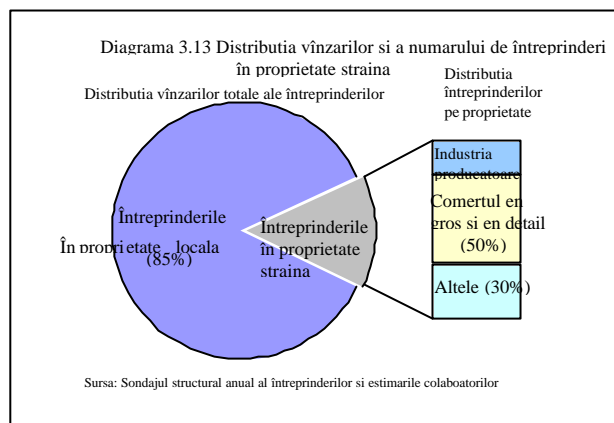 Diagrama 3.13 Distributia vînzarilor si a numarului de întreprinderi
în proprietate straina
Distributia vînzarilor totale ale întreprinderilor
Distributia
întreprinderilor
pe proprietate
Industria
producatoare
Comertul en
gros si en detail
(50%)
Altele (30%)
Întreprinderile
În proprietate locala
(85%)
Întreprinderile
în proprietate
straina
Sursa: Sondajul structural anual al întreprinderilor si estimarile colaboatorilor